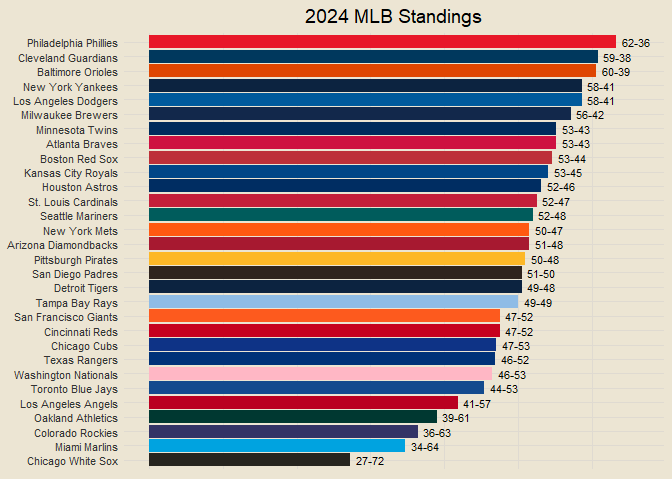 2024 MLB Standings
Philadelphia Phillies 62-36
Cleveland Guardians 59-38
Baltimore Orioles 60-39
New York Yankees 58-41
Los Angeles Dodgers 58-41
Milwaukee Brewers 56-42
Minnesota Twins 53-43
Atlanta Braves 53-43
Boston Red Sox 53-44
Kansas City Royals 53-45
Houston Astros 52-46
St. Louis Cardinals 52-47
Seattle Mariners 52-48
New York Mets 50-47
Arizona Diamondbacks 51-48
Pittsburgh Pirates 50-48
San Diego Padres 51-50
Detroit Tigers 49-48
Tampa Bay Rays 49-49
San Francisco Giants 47-52
Cincinnati Reds 47-52
Chicago Cubs 47-53
Texas Rangers 46-52
Washington Nationals 46-53
Toronto Blue Jays 44-53
Los Angeles Angels 41-57
Oakland Athletics 39-61
Colorado Rockies 36-63
Miami Marlins 34-64
Chicago White Sox 27-72